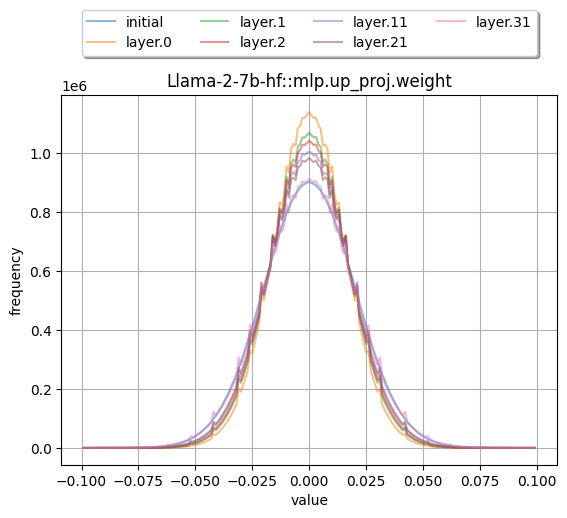 initial layer.1 layer.11 layer.31
layer.0 layer.2 layer.21
Llama-2-7b-hf::mlp.up_proj.weight
1e6
1.0
0.8
0.6
0.4
0.2
0.0
frequency
−0.100 −0.075 −0.050 −0.025 0.000 0.025 0.050 0.075 0.100
value